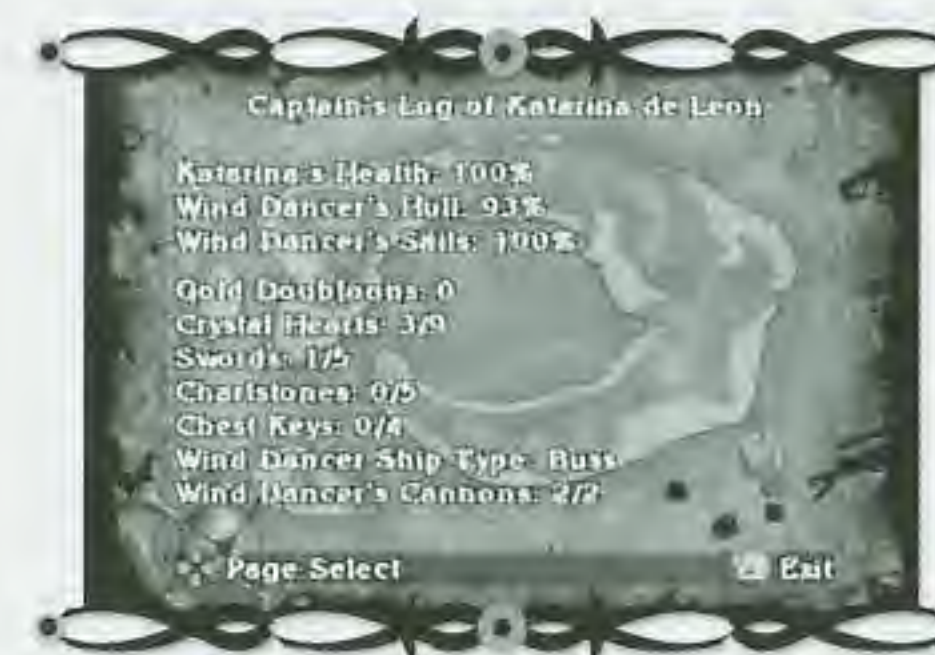 Captain's Log of Katarina de Leon
Katarina's Health: 100%
Wind Dancer's Hull: 93%
Wind Dancer's Sails: 100%
Gold Doubloons: 0
Crystal Hearts: 3/9
Swords: 1/5
Chartstones: 0/5
Chest Keys: 0/4
Wind Dancer Ship Type: Buss
Wind Dancer's Cannons: 2/2
Page Select
Exit